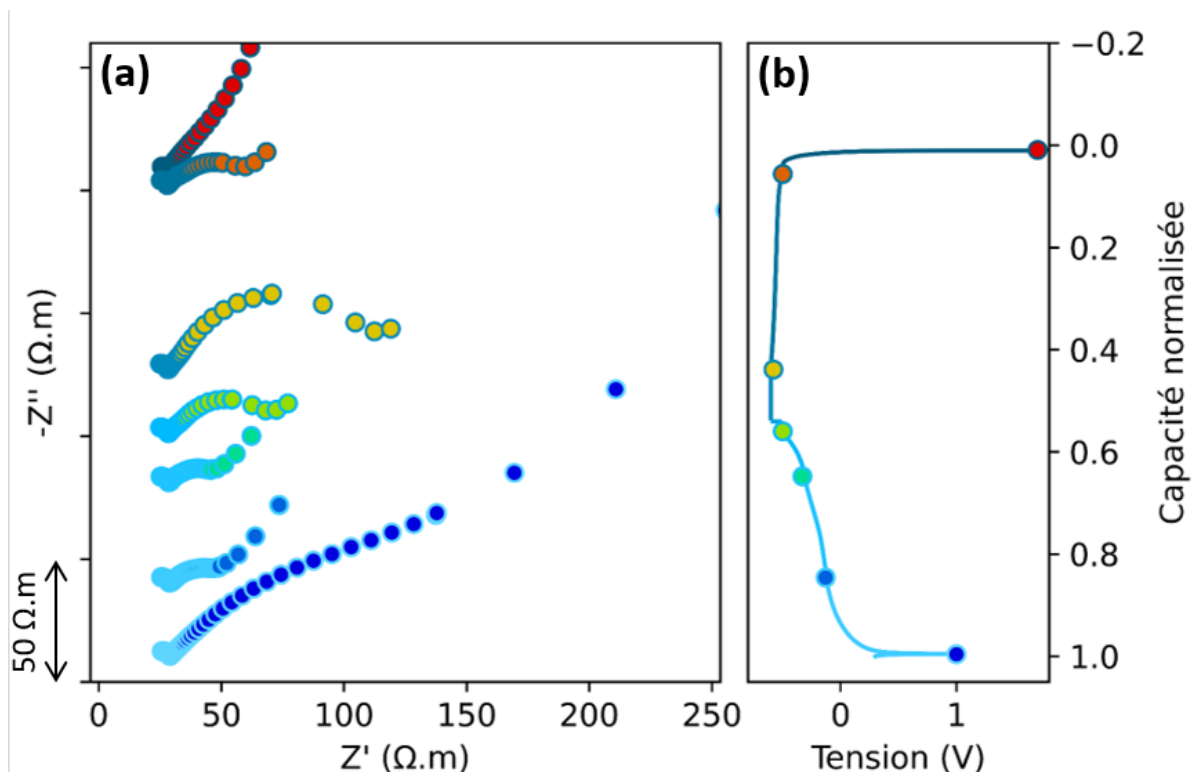 (a)
-Z'' (Ω.m)
50 Ω.m
0 50 100 150 200 250
Z' (Ω.m)
(b)
−0.2
0.0
0.2
0.4
0.6
0.8
1.0
Capacité normalisée
0 1
Tension (V)